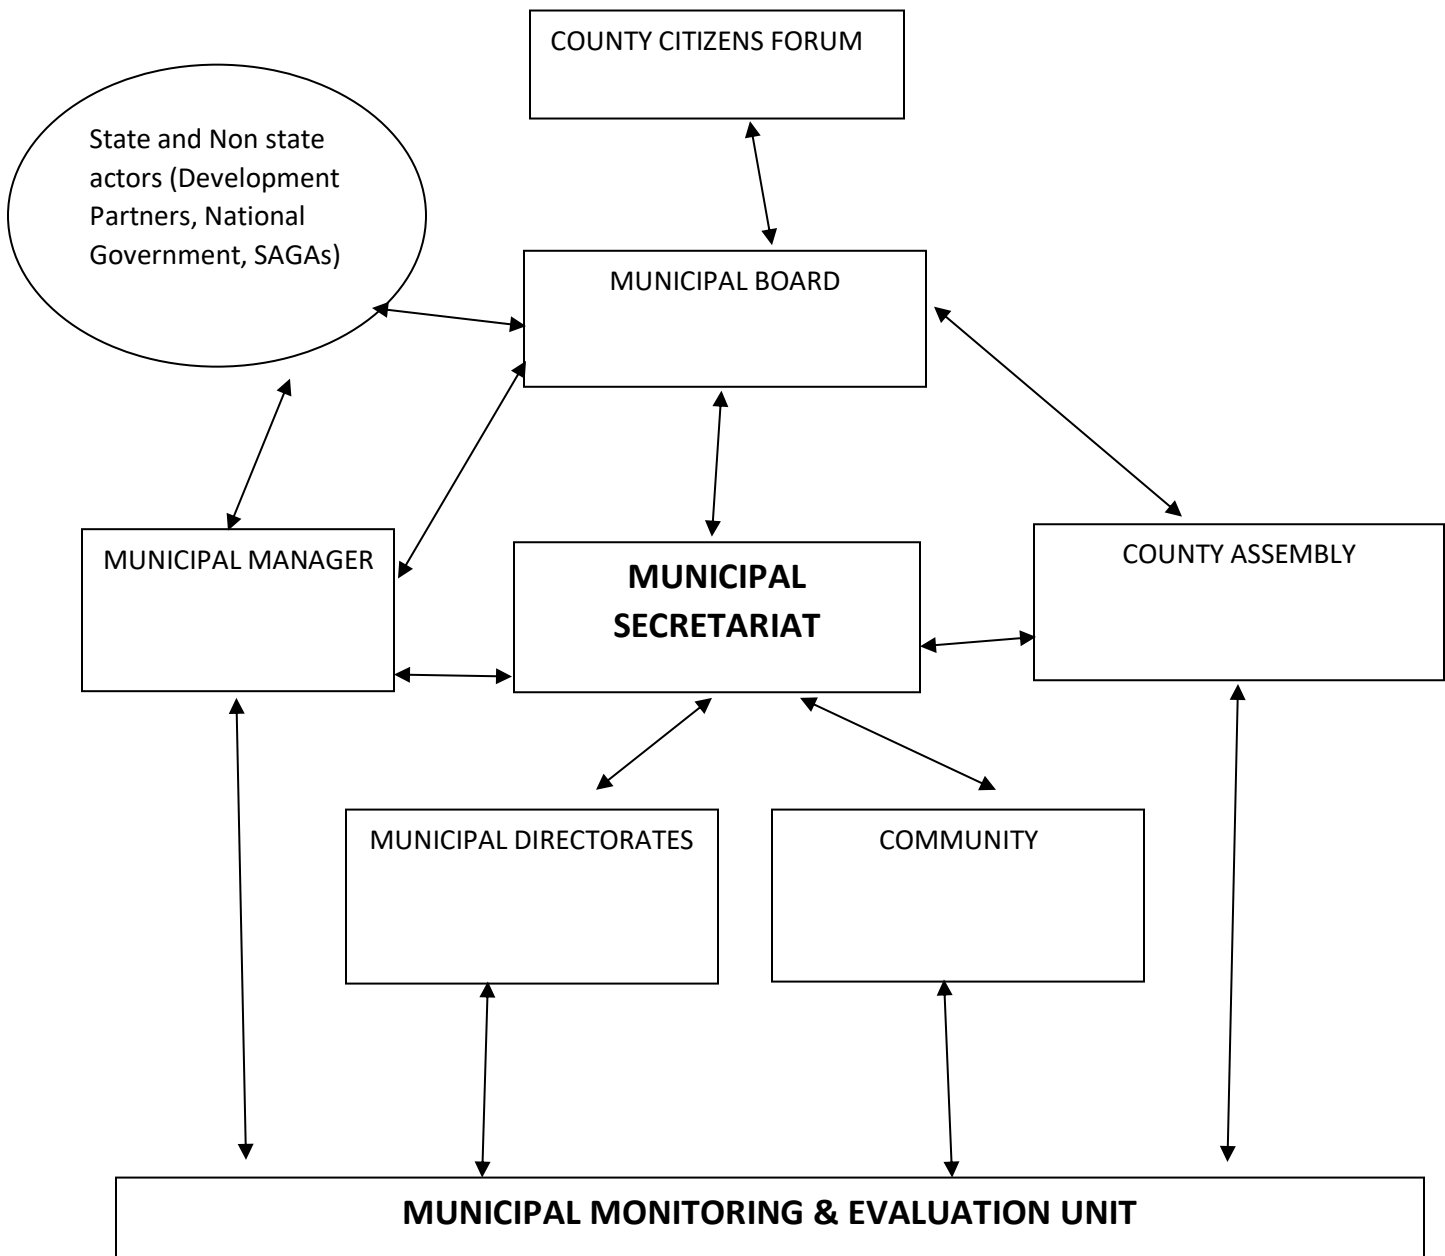 COUNTY CITIZENS FORUM
State and Non state
actors (Development
Partners, National
Government, SAGAs)
MUNICIPAL BOARD
MUNICIPAL MANAGER
MUNICIPAL
SECRETARIAT
COUNTY ASSEMBLY
MUNICIPAL DIRECTORATES
COMMUNITY
MUNICIPAL MONITORING & EVALUATION UNIT